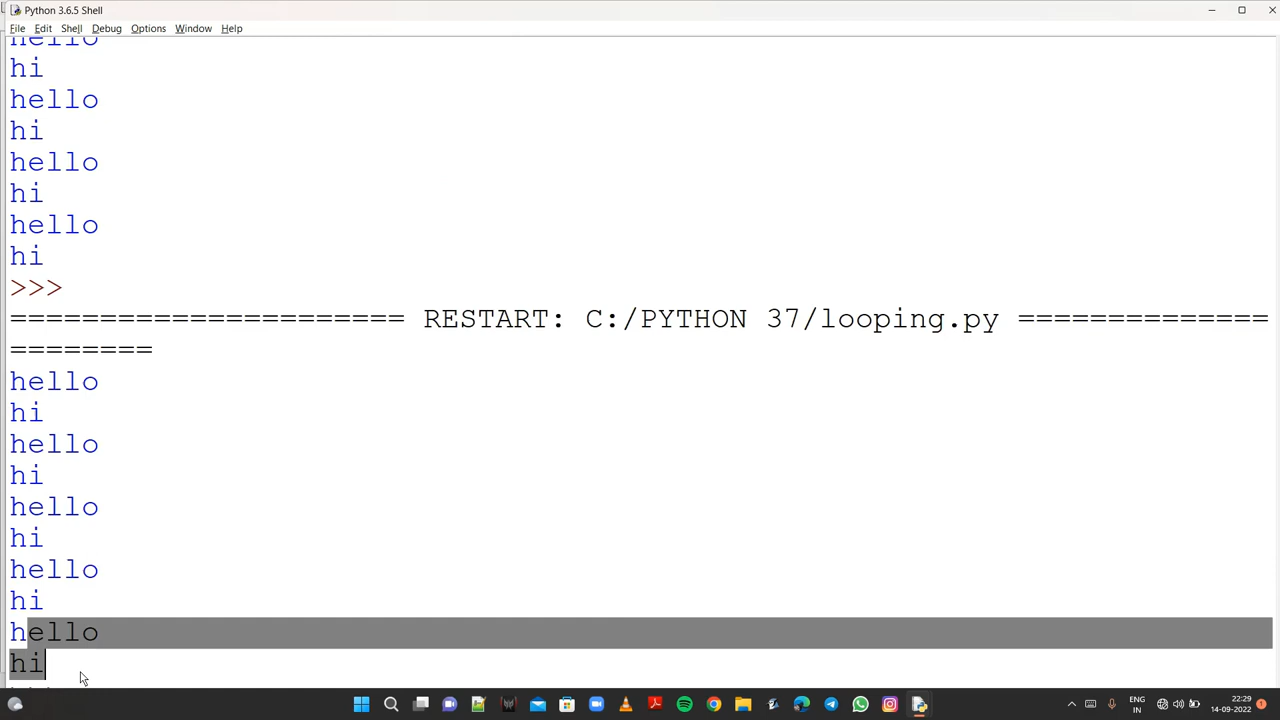 Python 3.6.5 Shell
File Edit Shell Debug Options Window Help
hello
hi
hello
hi
hello
hi
hello
hi
>>>
====================== RESTART: C:/PYTHON 37/looping.py ==============
========
hello
hi
hello
hi
hello
hi
hello
hi
hello
hi
ENG 22:29
IN 14-09-2022